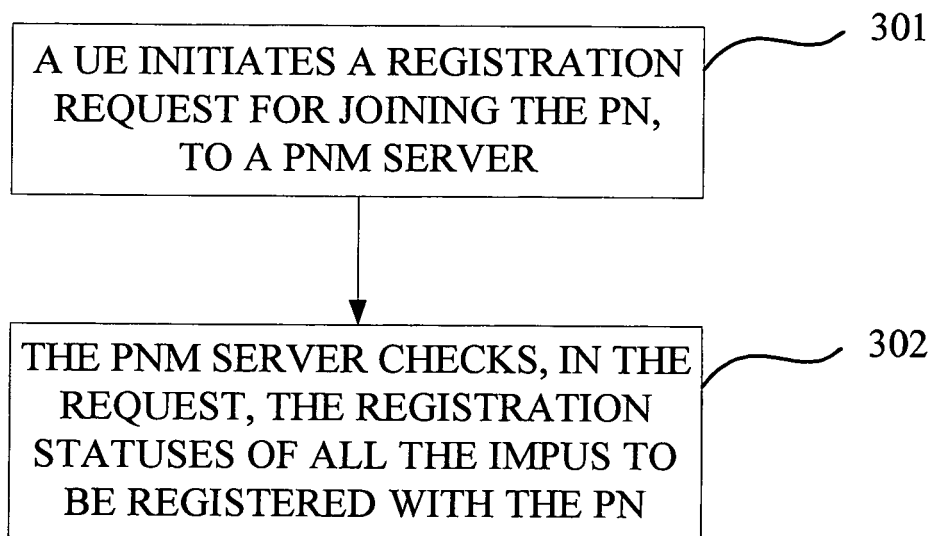 A UE INITIATES A REGISTRATION
REQUEST FOR JOINING THE PN,
TO A PNM SERVER
301
THE PNM SERVER CHECKS, IN THE
REQUEST, THE REGISTRATION
STATUSES OF ALL THE IMPUS TO
BE REGISTERED WITH THE PN
302